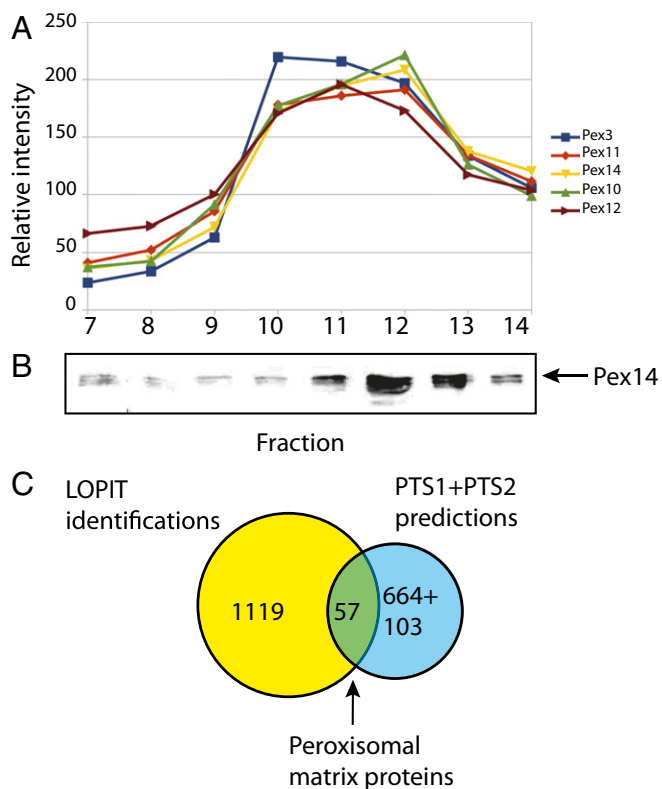 A
250
200
150
100
50
0
Relative intensity
7 8 9 10 11 12 13 14
Pex3
Pex11
Pex14
Pex10
Pex12
B
Pex14
Fraction
C
LOPIT
identifications
PTS1+PTS2
predictions
1119
57
664+
103
Peroxisomal
matrix proteins